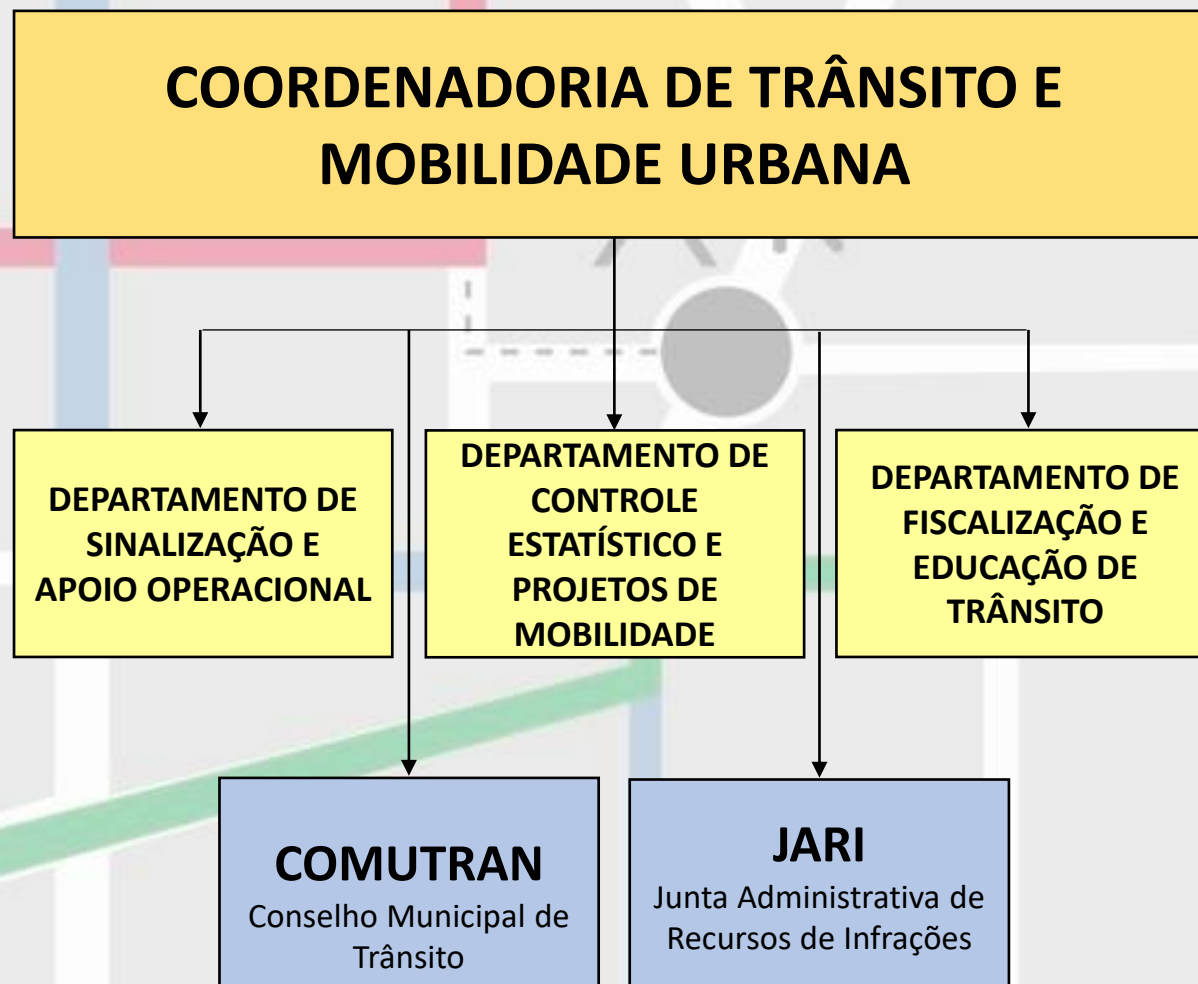 COORDENADORIA DE TRÂNSITO E
MOBILIDADE URBANA
DEPARTAMENTO DE
SINALIZAÇÃO E
APOIO OPERACIONAL
DEPARTAMENTO DE
CONTROLE
ESTATÍSTICO E
PROJETOS DE
MOBILIDADE
DEPARTAMENTO DE
FISCALIZAÇÃO E
EDUCAÇÃO DE
TRÂNSITO
COMUTRAN
Conselho Municipal de
Trânsito
JARI
Junta Administrativa de
Recursos de Infrações